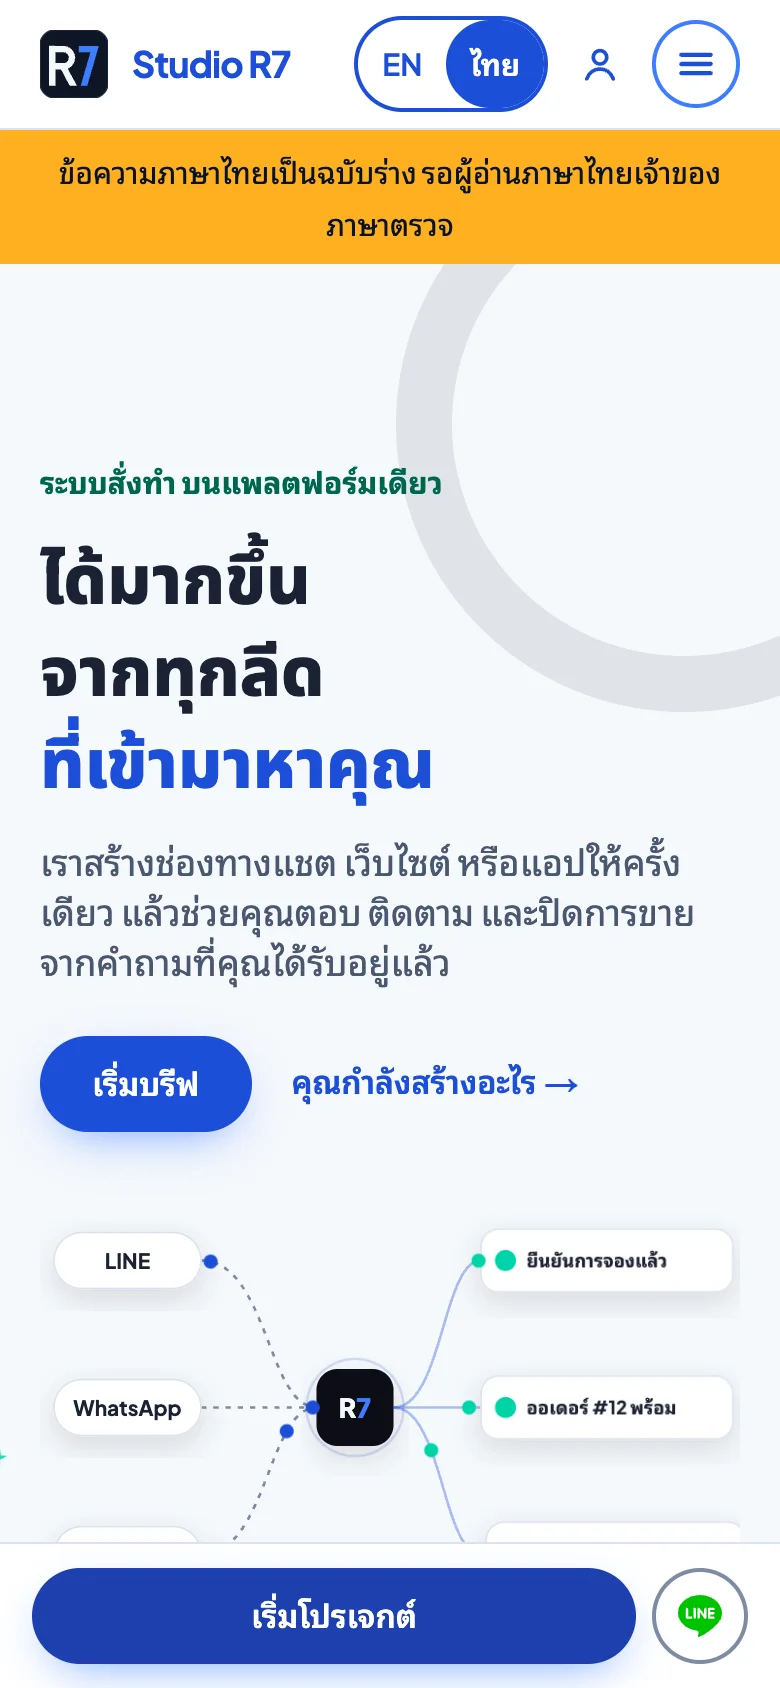 R7 Studio R7 EN ไทย
ข้อความภาษาไทยเป็นฉบับร่าง รอผู้อ่านภาษาไทยเจ้าของ
ภาษาตรวจ
ระบบสั่งทำ บนแพลตฟอร์มเดียว
ได้มากขึ้น
จากทุกลีด
ที่เข้ามาหาคุณ
เราสร้างช่องทางแชต เว็บไซต์ หรือแอปให้ครั้ง
เดียว แล้วช่วยคุณตอบ ติดตาม และปิดการขาย
จากคำถามที่คุณได้รับอยู่แล้ว
เริ่มบรีฟ คุณกำลังสร้างอะไร →
LINE ยืนยันการจองแล้ว
WhatsApp R7 ออเดอร์ #12 พร้อม
เริ่มโปรเจกต์ LINE